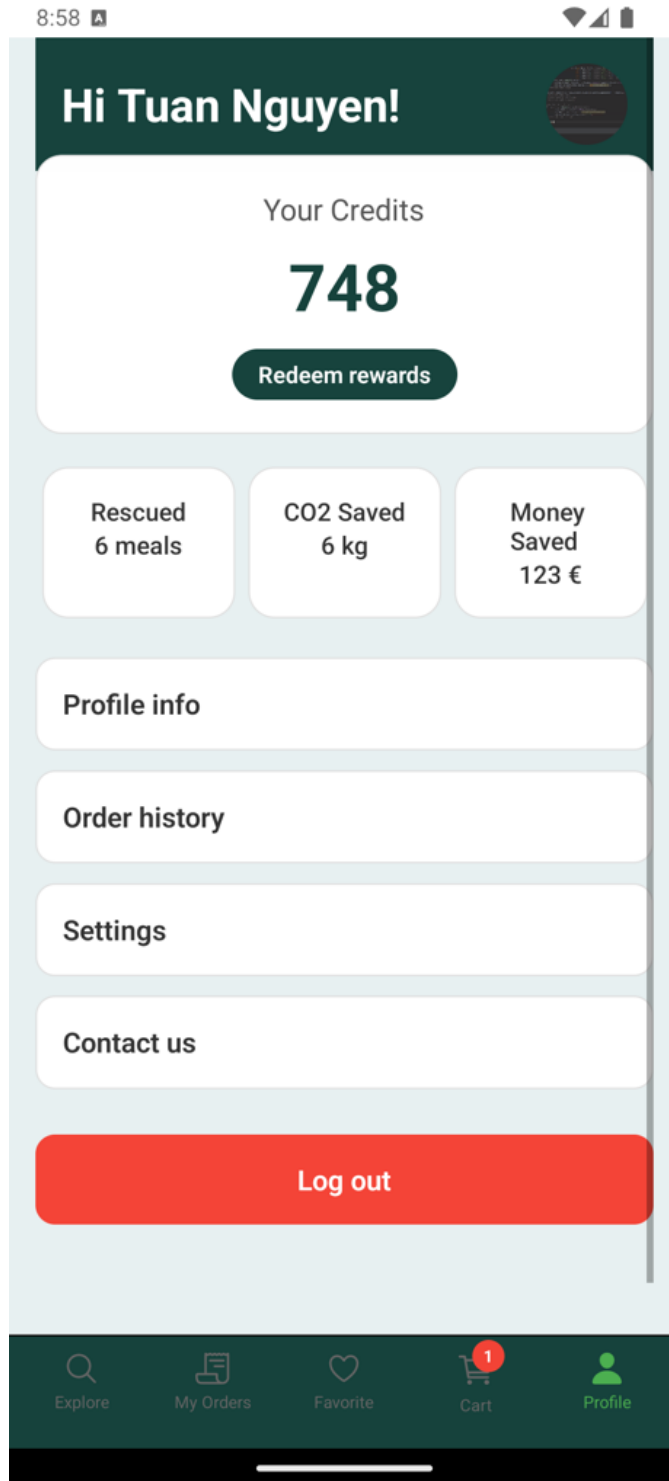 8:58 A
Hi Tuan Nguyen!
Your Credits
748
Redeem rewards
Rescued
6 meals
CO2 Saved
6 kg
Money
Saved
123 €
Profile info
Order history
Settings
Contact us
Log out
1
Explore
My Orders
Favorite
Cart
Profile